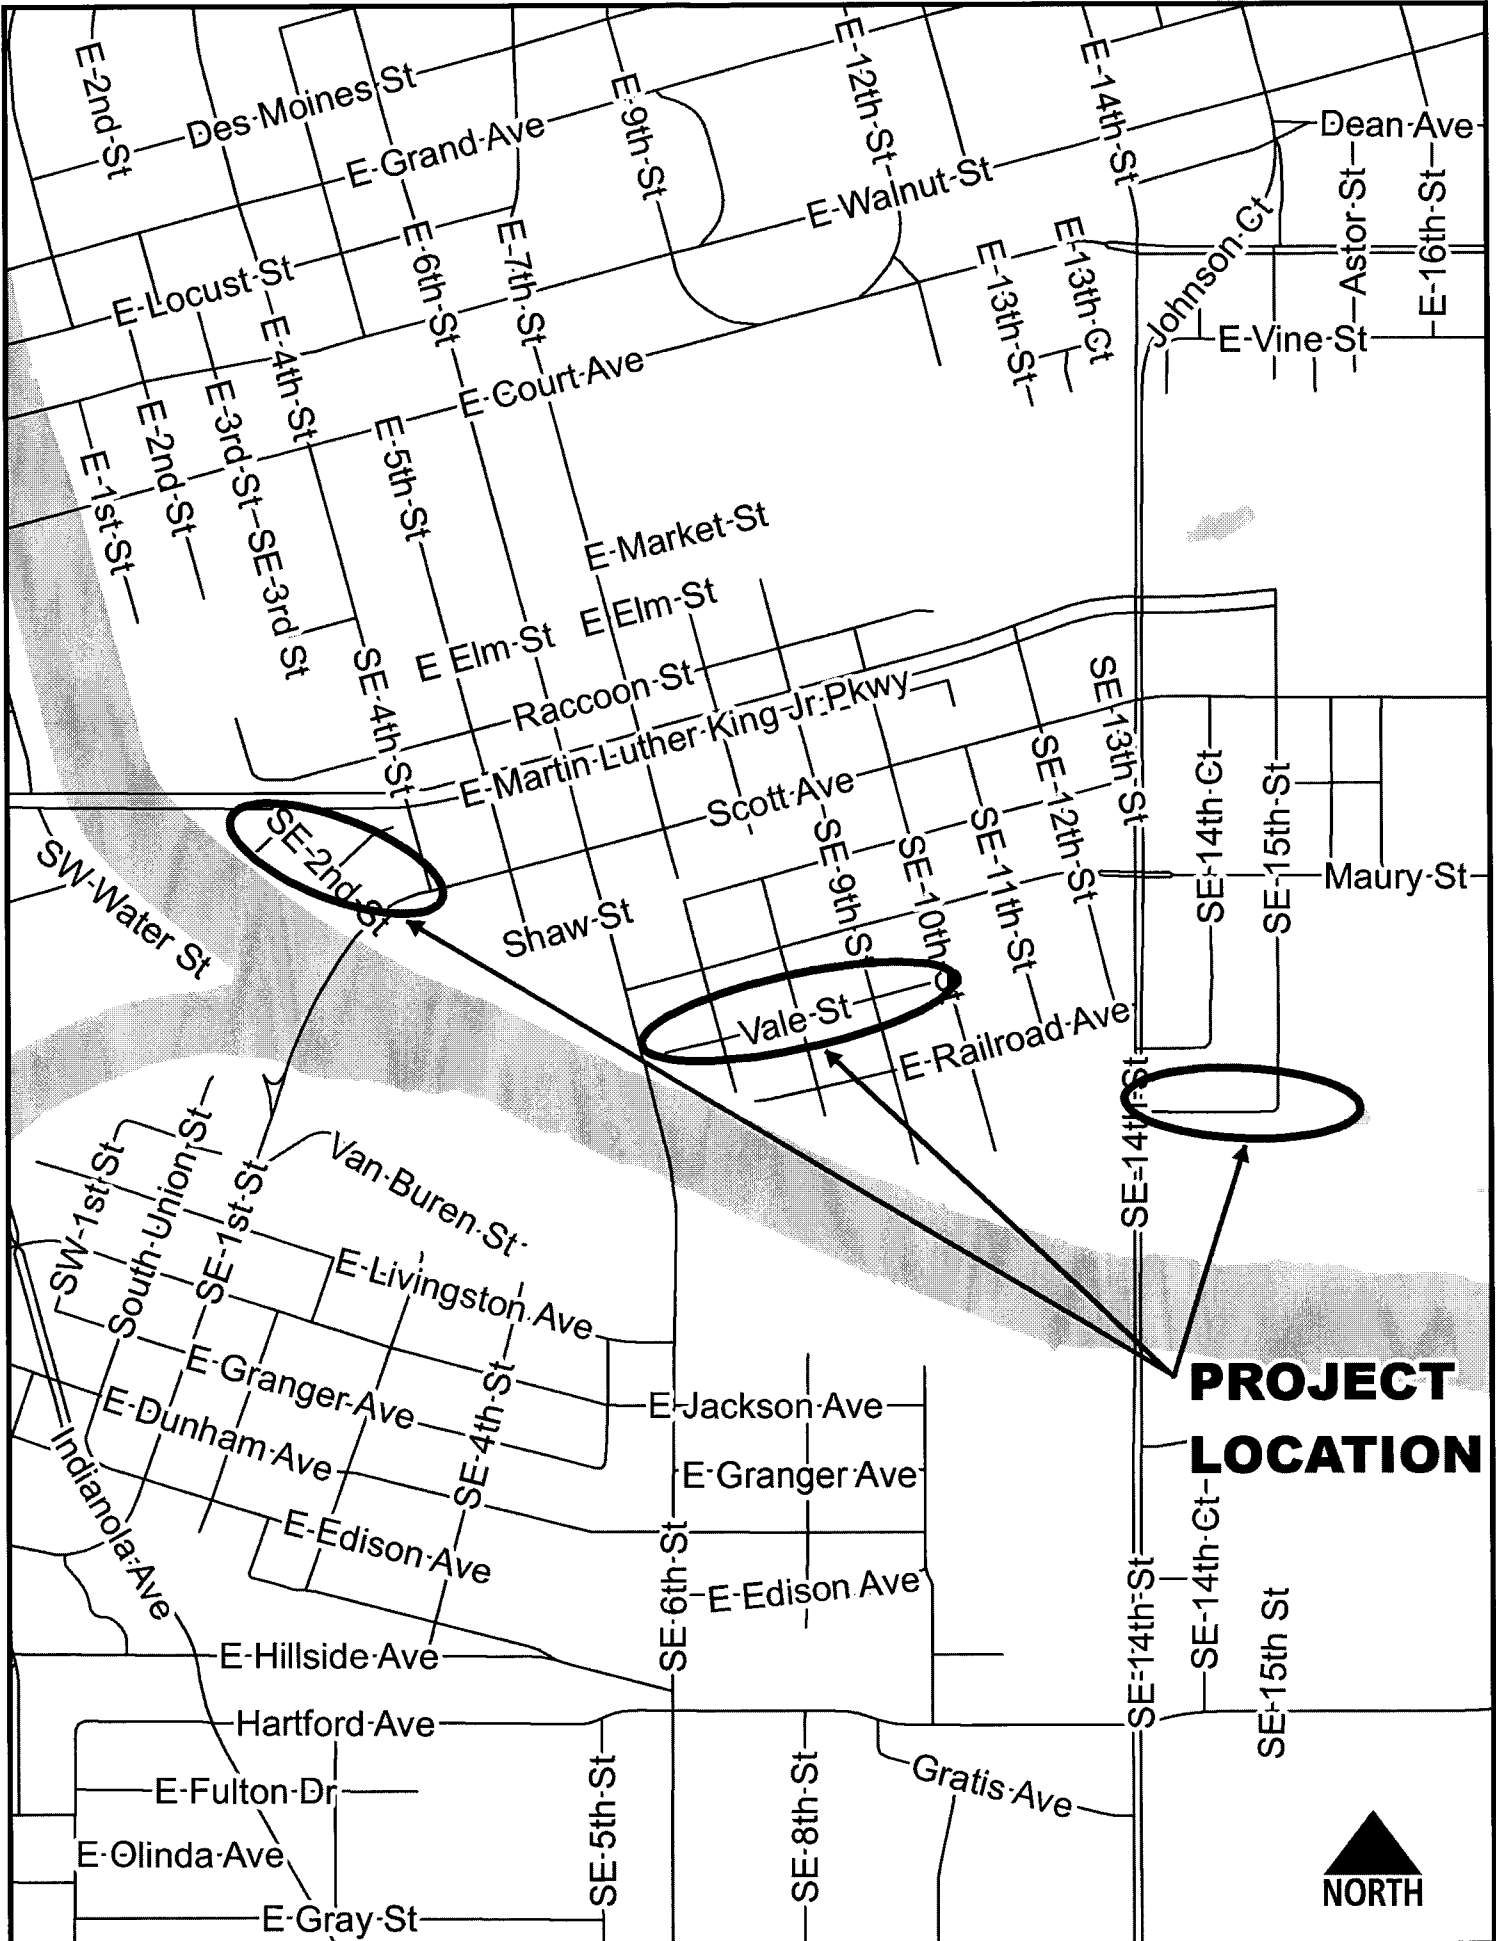 E-2nd-St
Des-Moines-St
E-Grand-Ave
E-9th-St
E-12th-St
E-14th-St
Dean-Ave
E-Walnut-St
Astor-St
E-16th-St
Johnson-Ct
E-6th-St
E-7th-St
E-13th-St
E-13th-Ct
E-Locust-St
E-4th-St
E-Vine-St
E-Court-Ave
E-1st-St
E-2nd-St
E-3rd-St
SE-3rd St
E-5th-St
E-Market-St
E Elm-St
E Elm-St
Raccoon-St
SE-4th-St
E-Martin-Luther-King-Jr-Pkwy
SE-13th-St
Scott-Ave
SE-12th-St
SE-14th-Ct
SE-15th-St
SE-2nd-St
SW-Water St
SE-9th-St
SE-10th-Ct
SE-11th-St
Maury-St
Shaw-St
Vale-St
E-Railroad-Ave
SE-14th-St
SW-1st-St
South-Union-St
SE-1st-St
Van-Buren-St
E-Livingston Ave
E-Granger-Ave
SE-4th-St
E-Dunham-Ave
Indianola-Ave
E-Edison-Ave
E-Jackson-Ave
E-Granger Ave
SE-6th-St
E-Edison Ave
PROJECT
LOCATION
SE-14th-St
SE-14th-Ct
SE-15th St
E-Hillside-Ave
Hartford-Ave
E-Fulton-Dr
SE-5th-St
SE-8th-St
Gratis-Ave
E-Olinda-Ave
E-Gray-St
NORTH